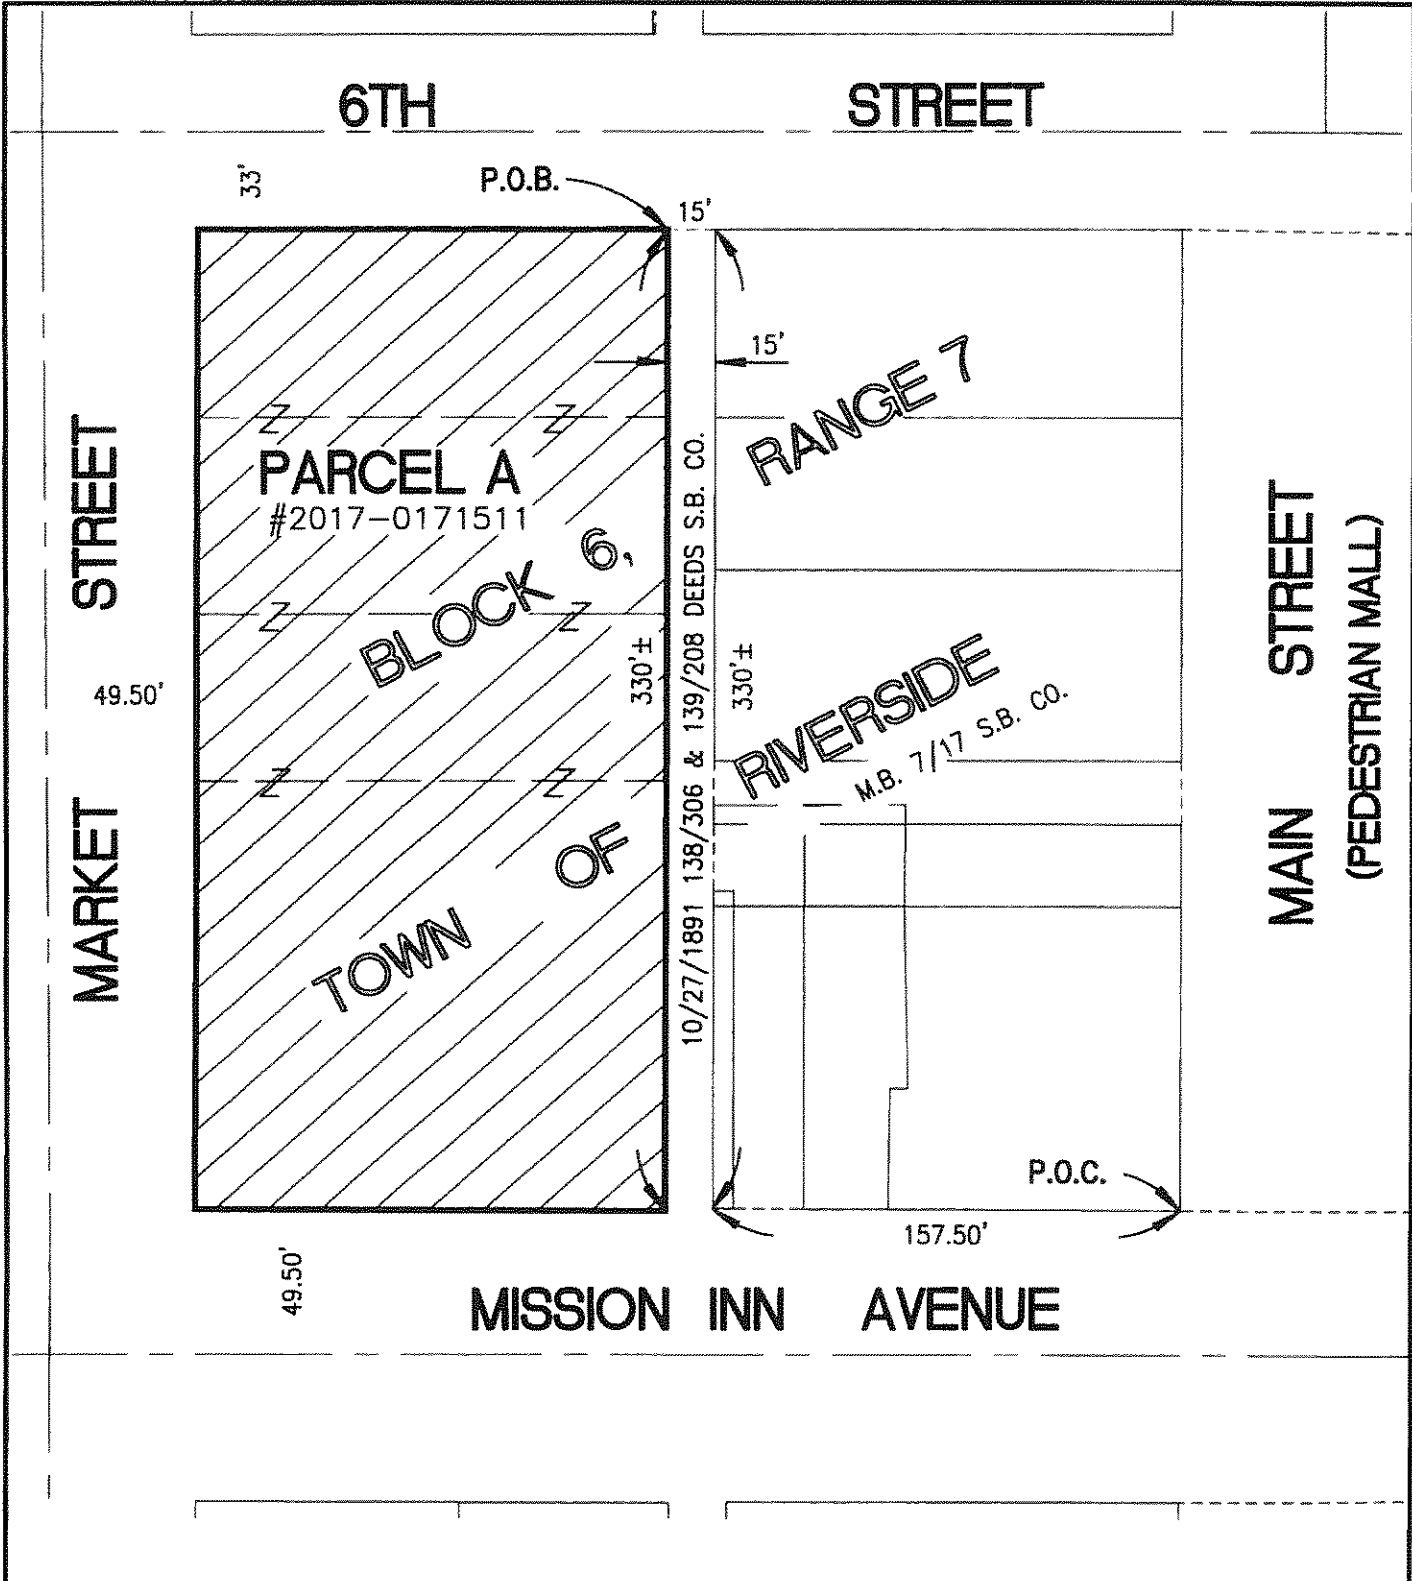 6TH STREET
33'
P.O.B.
15'
15'
RANGE 7
PARCEL A
#2017-0171511
BLOCK 6,
MARKET STREET
49.50'
330'±
10/27/1891 138/306 & 139/208 DEEDS S.B. CO.
330'±
RIVERSIDE
M.B. 7/17 S.B. CO.
TOWN OF
MAIN STREET
(PEDESTRIAN MALL)
P.O.C.
157.50'
49.50'
MISSION INN AVENUE